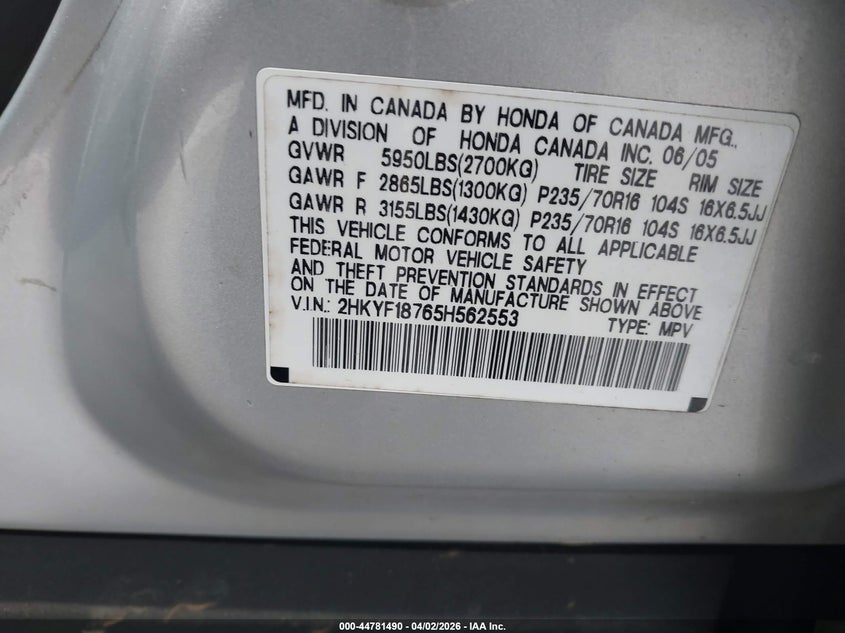 MFD. IN CANADA BY HONDA OF CANADA MFG.,
A DIVISION OF HONDA CANADA INC. 06/05
GVWR 5950LBS(2700KG) TIRE SIZE RIM SIZE
GAWR F 2865LBS(1300KG) P235/70R16 104S 16X6.5JJ
GAWR R 3155LBS(1430KG) P235/70R16 104S 16X6.5JJ
THIS VEHICLE CONFORMS TO ALL APPLICABLE
FEDERAL MOTOR VEHICLE SAFETY
AND THEFT PREVENTION STANDARDS IN EFFECT
ON THE DATE OF MANUFACTURE SHOWN ABOVE
V.I.N.: 2HKYF18765H562553 TYPE: MPV
000-44781490 - 04/02/2026 - IAA Inc.